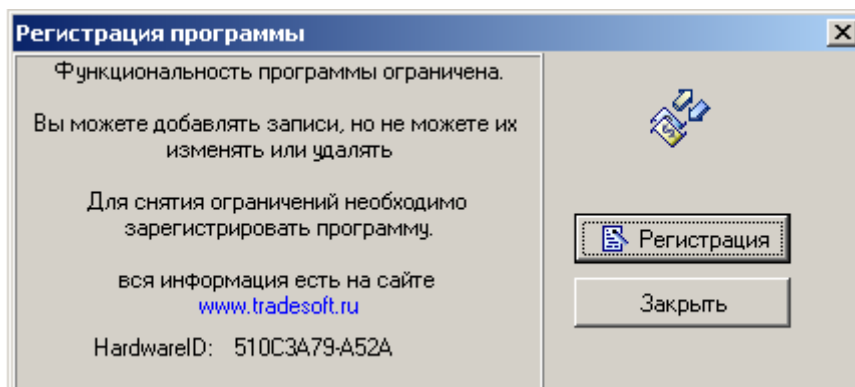 Регистрация программы
Функциональность программы ограничена.
Вы можете добавлять записи, но не можете их
изменять или удалять
Для снятия ограничений необходимо
зарегистрировать программу.
вся информация есть на сайте
www.tradesoft.ru
HardwareID: 510C3A79-A52A
Регистрация
Закрыть